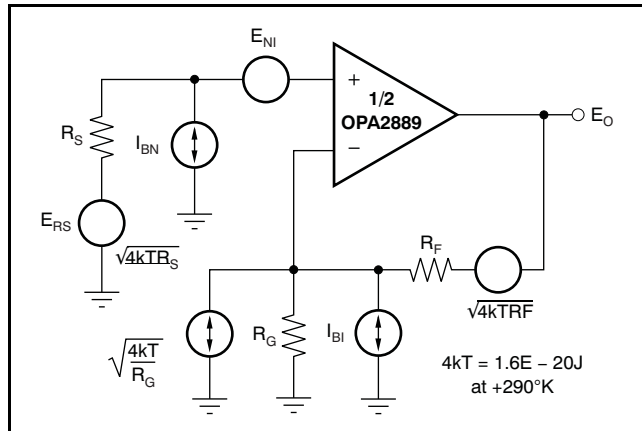 E_NI
+
1/2
OPA2889
−
E_O
R_S
I_BN
E_RS
√4kTR_S
R_F
√4kTRF
√4kT/R_G
R_G
I_BI
4kT = 1.6E − 20J
at +290°K